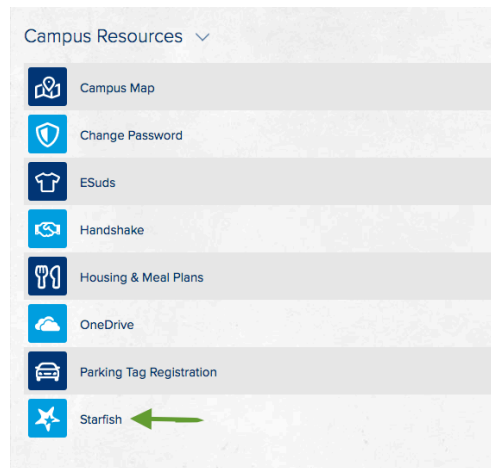 Campus Resources
Campus Map
Change Password
ESuds
Handshake
Housing & Meal Plans
OneDrive
Parking Tag Registration
Starfish